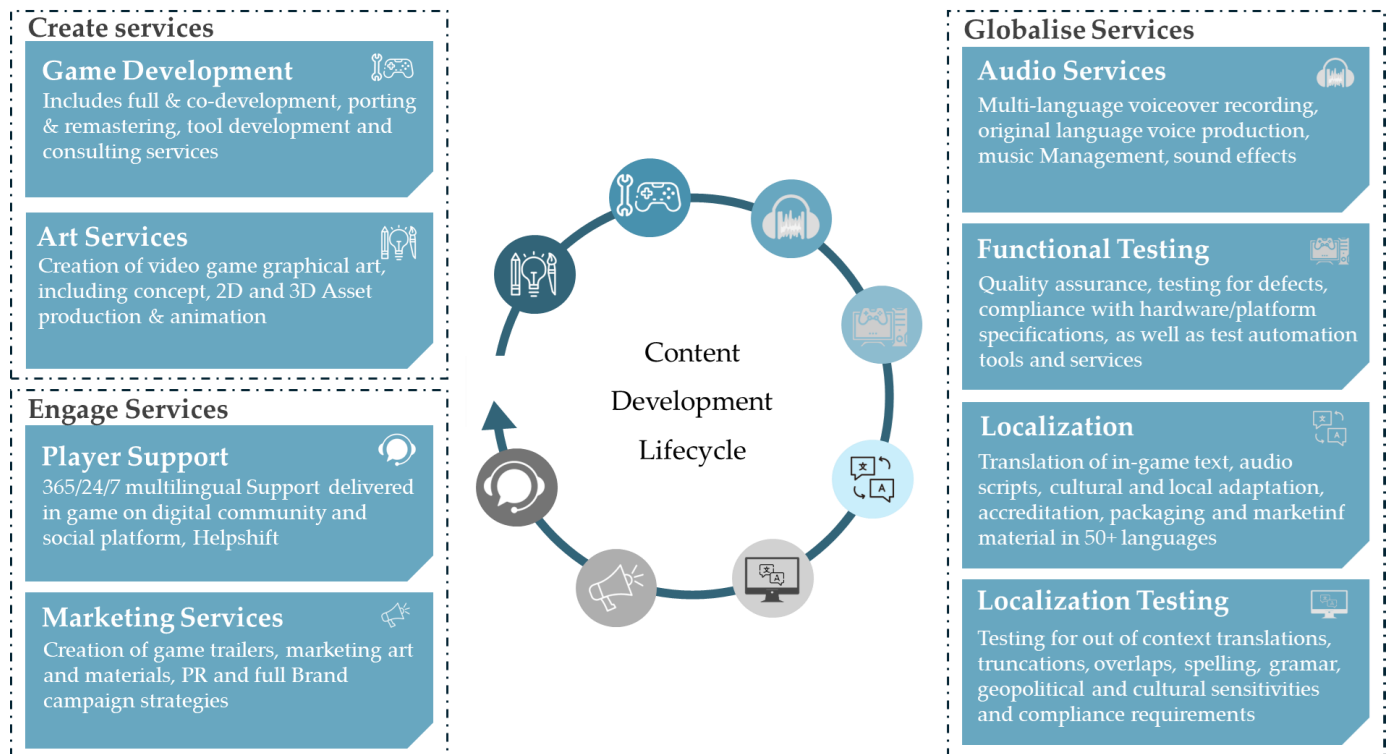 Create services
Game Development
Includes full & co-development, porting
& remastering, tool development and
consulting services
Art Services
Creation of video game graphical art,
including concept, 2D and 3D Asset
production & animation
Engage Services
Player Support
365/24/7 multilingual Support delivered
in game on digital community and
social platform, Helpshift
Marketing Services
Creation of game trailers, marketing art
and materials, PR and full Brand
campaign strategies
Content
Development
Lifecycle
Globalise Services
Audio Services
Multi-language voiceover recording,
original language voice production,
music Management, sound effects
Functional Testing
Quality assurance, testing for defects,
compliance with hardware/platform
specifications, as well as test automation
tools and services
Localization
Translation of in-game text, audio
scripts, cultural and local adaptation,
accreditation, packaging and marketinf
material in 50+ languages
Localization Testing
Testing for out of context translations,
truncations, overlaps, spelling, gramar,
geopolitical and cultural sensitivities
and compliance requirements